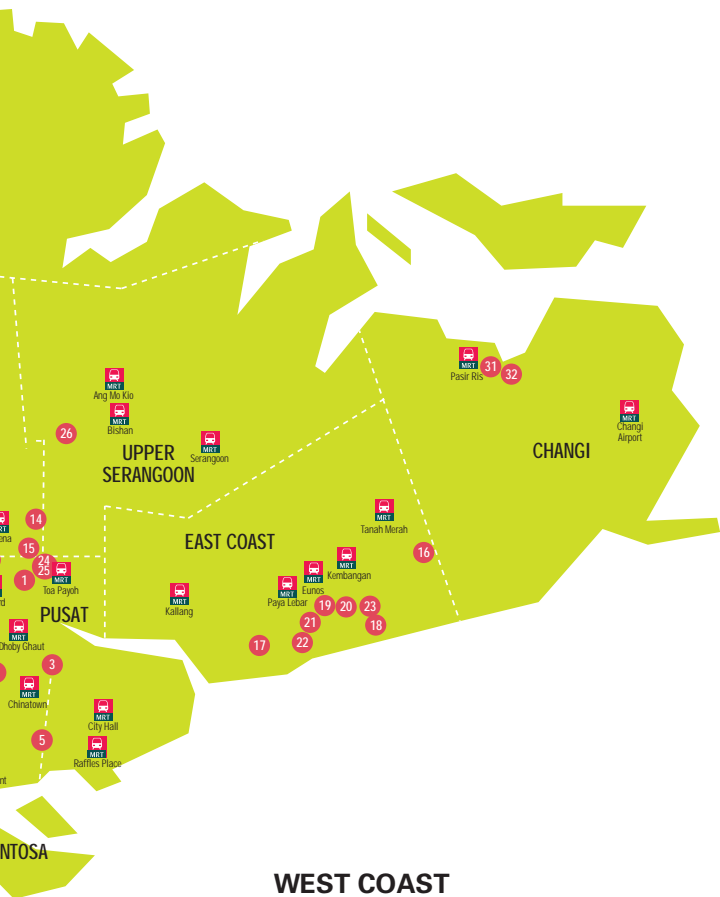 MRT
Pasir Ris
31
32
MRT
Ang Mo Kio
MRT
Changi
Airport
MRT
Bishan
26
MRT
Serangoon
UPPER
SERANGOON
CHANGI
MRT
Tanah Merah
14
EAST COAST
15
16
MRT
Kembangan
24
25
1
MRT
Toa Payoh
MRT
Eunos
MRT
Paya Lebar
MRT
Kallang
19
20
23
PUSAT
21
18
MRT
Dhoby Ghaut
22
17
3
MRT
Chinatown
MRT
City Hall
5
MRT
Raffles Place
WEST COAST